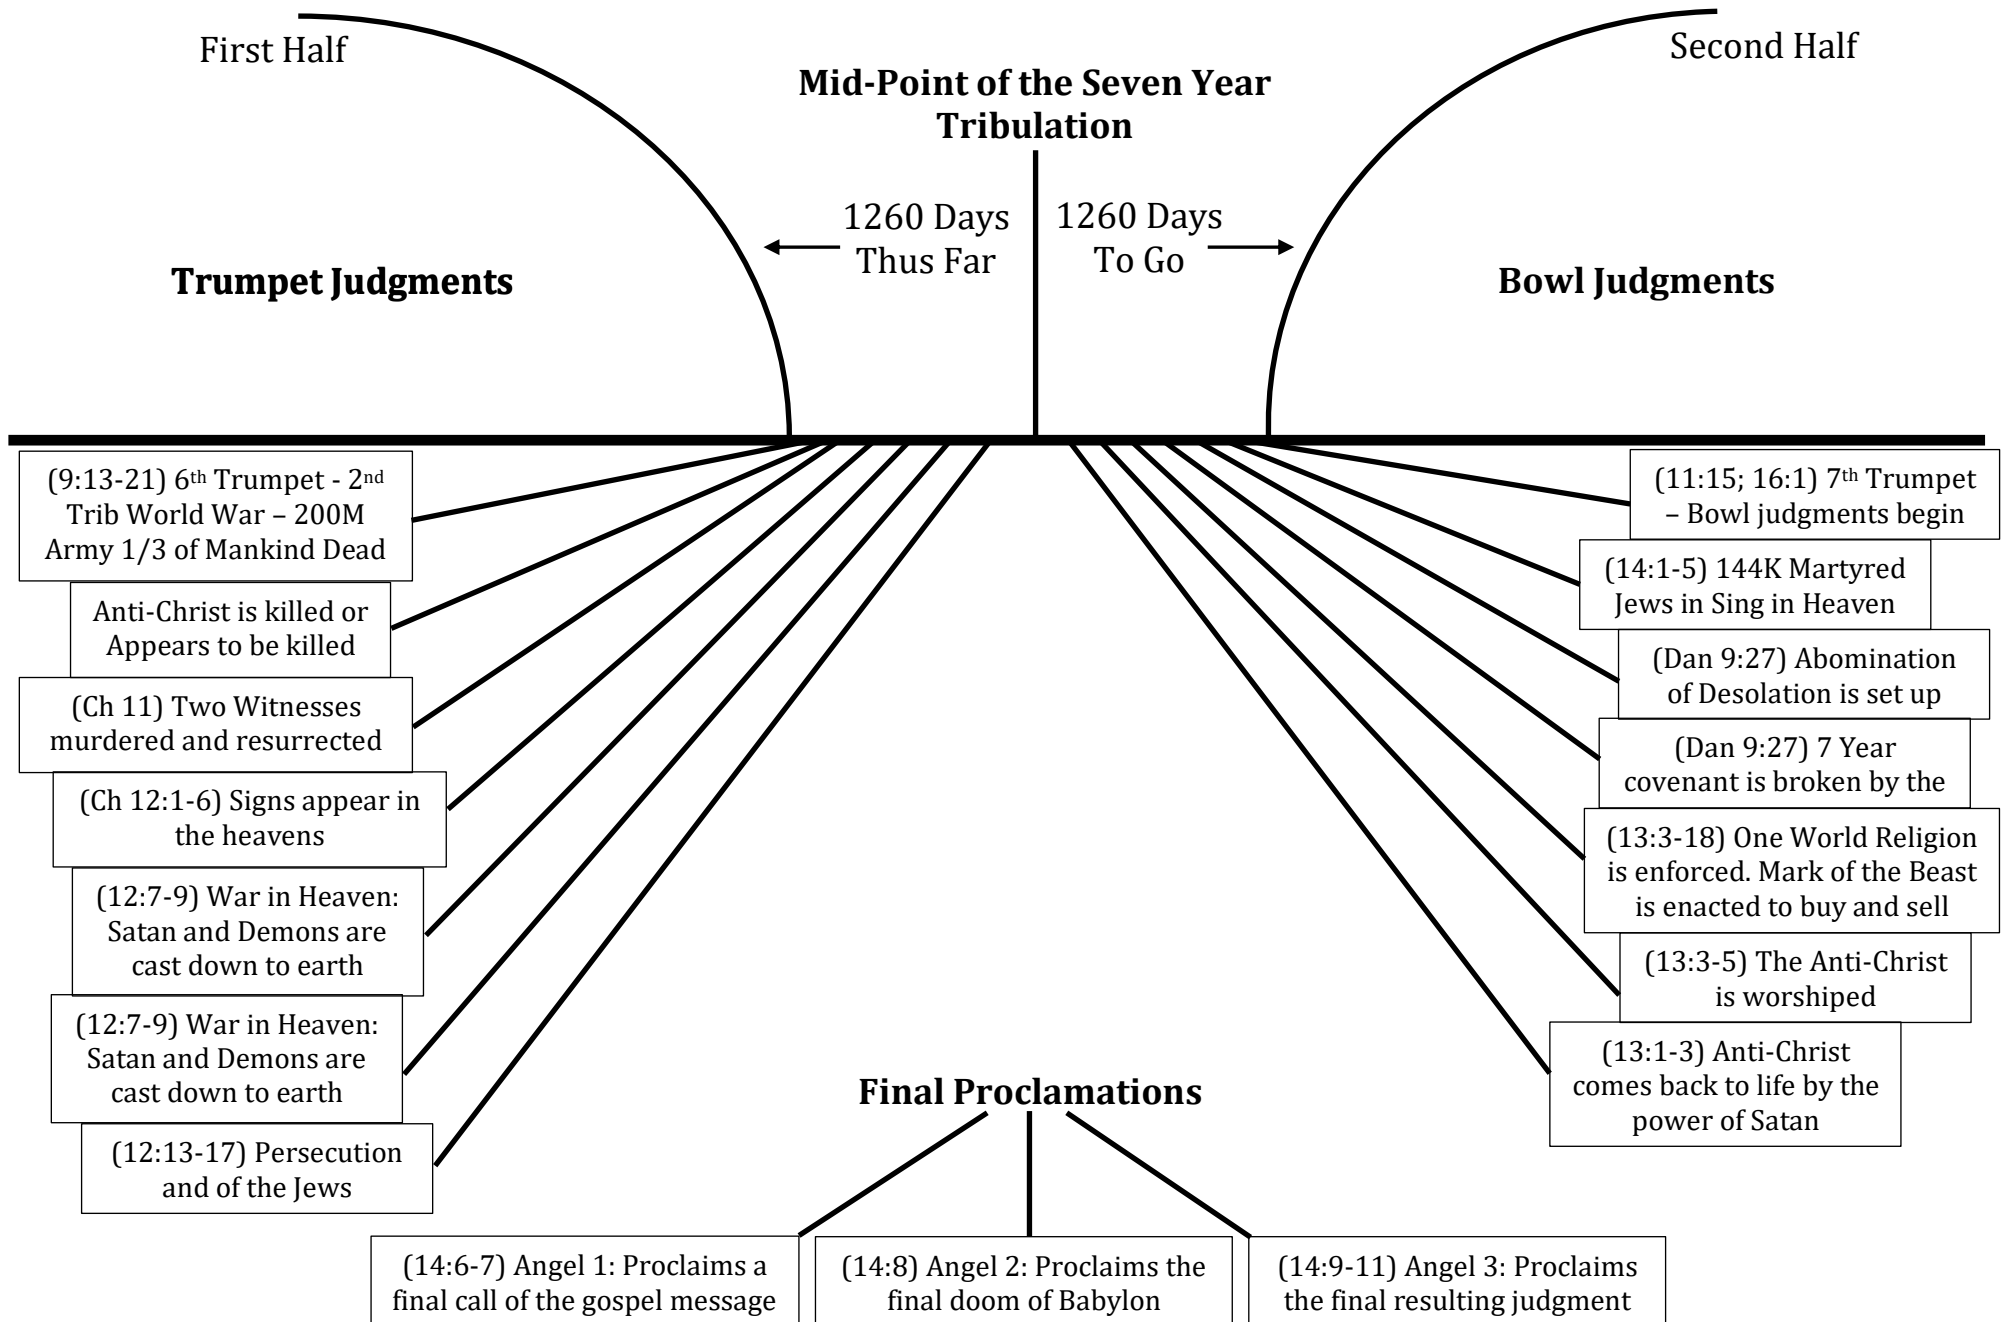 First Half
Second Half
Mid-Point of the Seven Year
Tribulation
1260 Days
Thus Far
1260 Days
To Go
Trumpet Judgments
Bowl Judgments
(9:13-21) 6th Trumpet - 2nd
Trib World War – 200M
Army 1/3 of Mankind Dead
Anti-Christ is killed or
Appears to be killed
(Ch 11) Two Witnesses
murdered and resurrected
(Ch 12:1-6) Signs appear in
the heavens
(12:7-9) War in Heaven:
Satan and Demons are
cast down to earth
(12:7-9) War in Heaven:
Satan and Demons are
cast down to earth
(12:13-17) Persecution
and of the Jews
(11:15; 16:1) 7th Trumpet
– Bowl judgments begin
(14:1-5) 144K Martyred
Jews in Sing in Heaven
(Dan 9:27) Abomination
of Desolation is set up
(Dan 9:27) 7 Year
covenant is broken by the
(13:3-18) One World Religion
is enforced. Mark of the Beast
is enacted to buy and sell
(13:3-5) The Anti-Christ
is worshiped
(13:1-3) Anti-Christ
comes back to life by the
power of Satan
Final Proclamations
(14:6-7) Angel 1: Proclaims a
final call of the gospel message
(14:8) Angel 2: Proclaims the
final doom of Babylon
(14:9-11) Angel 3: Proclaims
the final resulting judgment